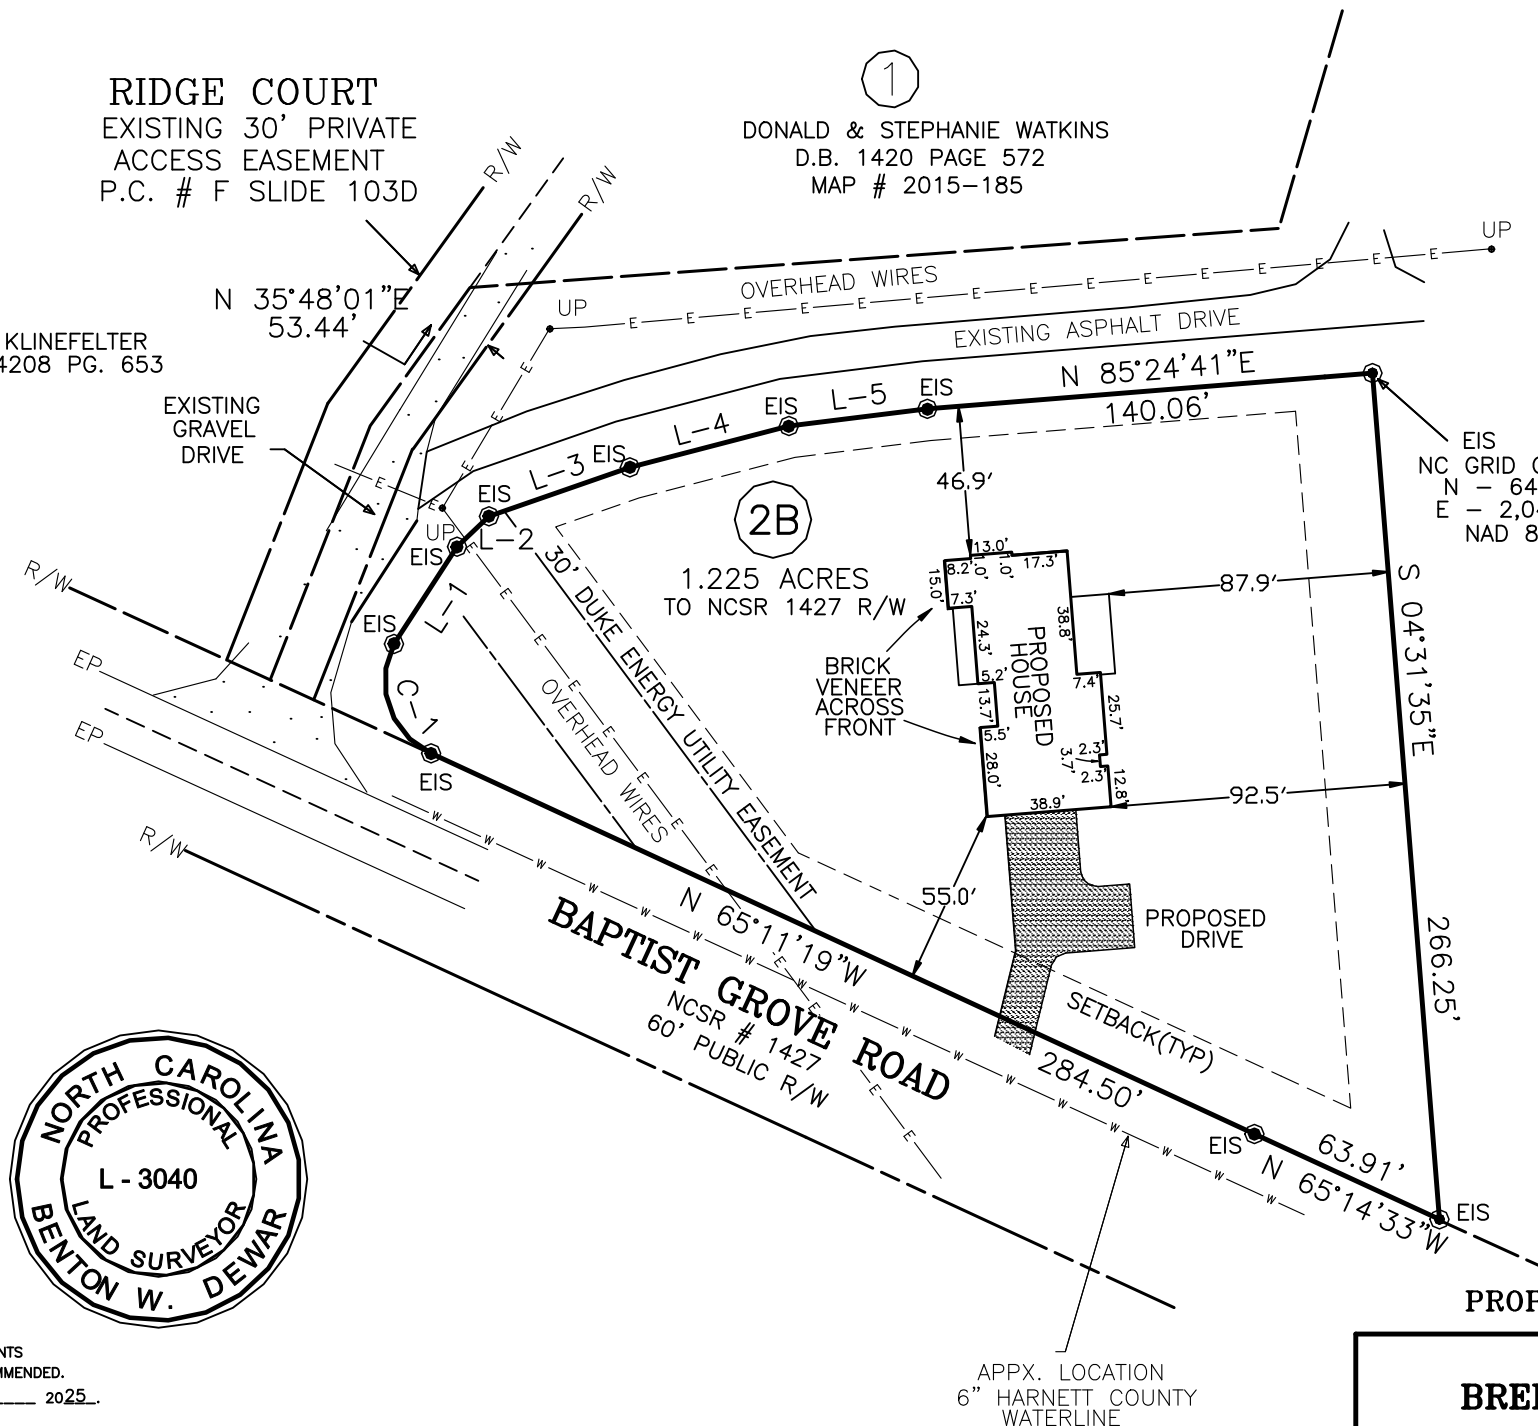 RIDGE COURT
EXISTING 30' PRIVATE
ACCESS EASEMENT
P.C. # F SLIDE 103D
1
DONALD & STEPHANIE WATKINS
D.B. 1420 PAGE 572
MAP # 2015-185
R/W
R/W
N 35°48'01"E
53.44'
KLINEFELTER
4208 PG. 653
EXISTING
GRAVEL
DRIVE
UP
UP
OVERHEAD WIRES
E E E E E E E E E E E E E E E
EXISTING ASPHALT DRIVE
N 85°24'41"E
140.06'
L-5
L-4
L-3
L-2
L-1
C-1
EIS
EIS
EIS
EIS
EIS
EIS
EIS
UP
EIS
NC GRID
N - 64
E - 2,04
NAD 8
2B
1.225 ACRES
TO NCSR 1427 R/W
46.9'
13.0'
8.2'
1.0'
1.0'
17.3'
15.0'
7.3'
24.3'
5.2'
13.7'
5.5'
28.0'
38.9'
38.8'
7.4'
25.7'
2.3'
3.7'
2.3'
12.8'
PROPOSED
HOUSE
87.9'
92.5'
55.0'
BRICK
VENEER
ACROSS
FRONT
S 04°31'35"E
266.25'
30' DUKE ENERGY UTILITY EASEMENT
OVERHEAD WIRES
E E E E E E E E E E E
R/W
EP
EP
R/W
W W W W W W W W W W W W W W W W W
N 65°11'19"W
284.50'
BAPTIST GROVE ROAD
NCSR # 1427
60' PUBLIC R/W
PROPOSED
DRIVE
SETBACK(TYP)
EIS
63.91'
N 65°14'33"W
EIS
NORTH CAROLINA
PROFESSIONAL
L - 3040
LAND SURVEYOR
BENTON W. DEWAR
NTS
MMENDED.
____ 2025_.
APPX. LOCATION
6" HARNETT COUNTY
WATERLINE
PROP
BRE